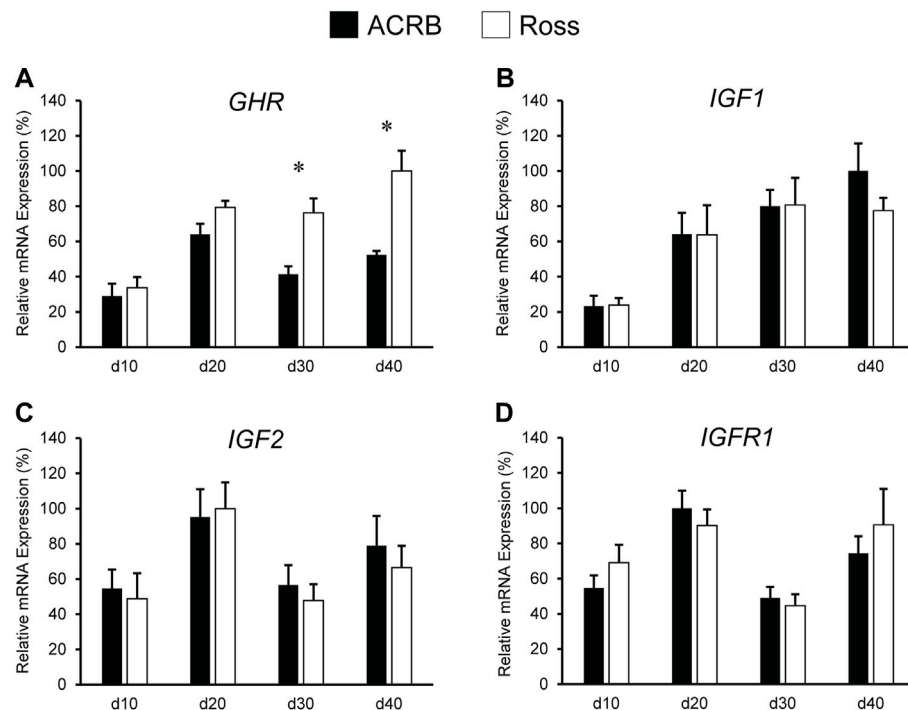 ACRB Ross
A
GHR
Relative mRNA Expression (%)
140
120
100
80
60
40
20
0
*
*
d10 d20 d30 d40
B
IGF1
Relative mRNA Expression (%)
140
120
100
80
60
40
20
0
d10 d20 d30 d40
C
IGF2
Relative mRNA Expression (%)
140
120
100
80
60
40
20
0
d10 d20 d30 d40
D
IGFR1
Relative mRNA Expression (%)
140
120
100
80
60
40
20
0
d10 d20 d30 d40